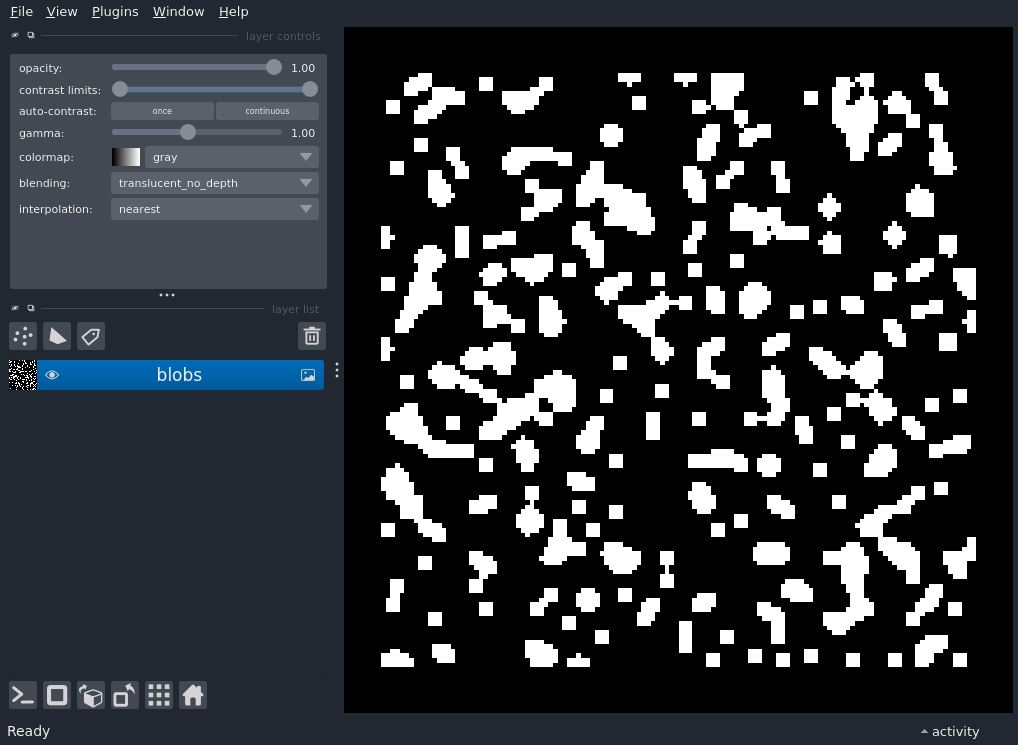 File View Plugins Window Help
layer controls
opacity: 1.00
contrast limits:
auto-contrast: once continuous
gamma: 1.00
colormap: gray
blending: translucent_no_depth
interpolation: nearest
layer list
blobs
Ready activity